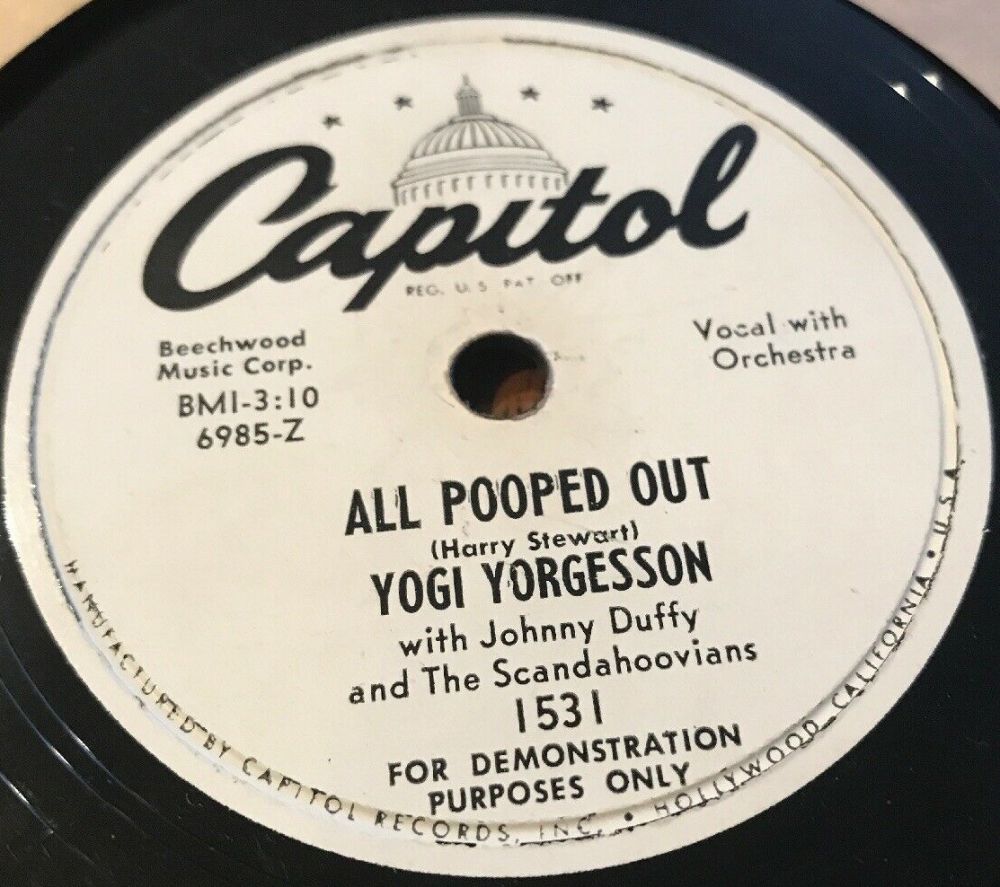 Capitol
REG. U.S. PAT. OFF.
Beechwood
Music Corp.
BMI-3:10
6985-Z
Vocal with
Orchestra
ALL POOPED OUT
(Harry Stewart)
YOGI YORGESSON
with Johnny Duffy
and The Scandahoovians
1531
FOR DEMONSTRATION
PURPOSES ONLY
MANUFACTURED BY CAPITOL RECORDS, INC. • HOLLYWOOD, CALIFORNIA • U.S.A.